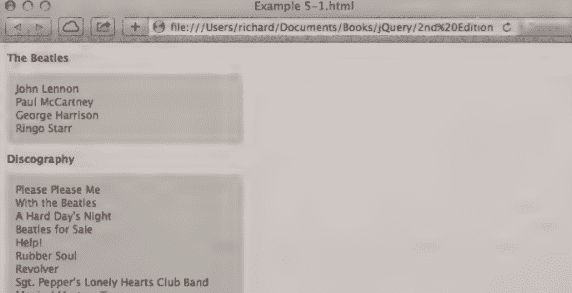 Example 5-1.html
file:///Users/richard/Documents/Books/jQuery/2nd%20Edition
The Beatles
John Lennon
Paul McCartney
George Harrison
Ringo Starr
Discography
Please Please Me
With the Beatles
A Hard Day's Night
Beatles for Sale
Help!
Rubber Soul
Revolver
Sgt. Pepper's Lonely Hearts Club Band